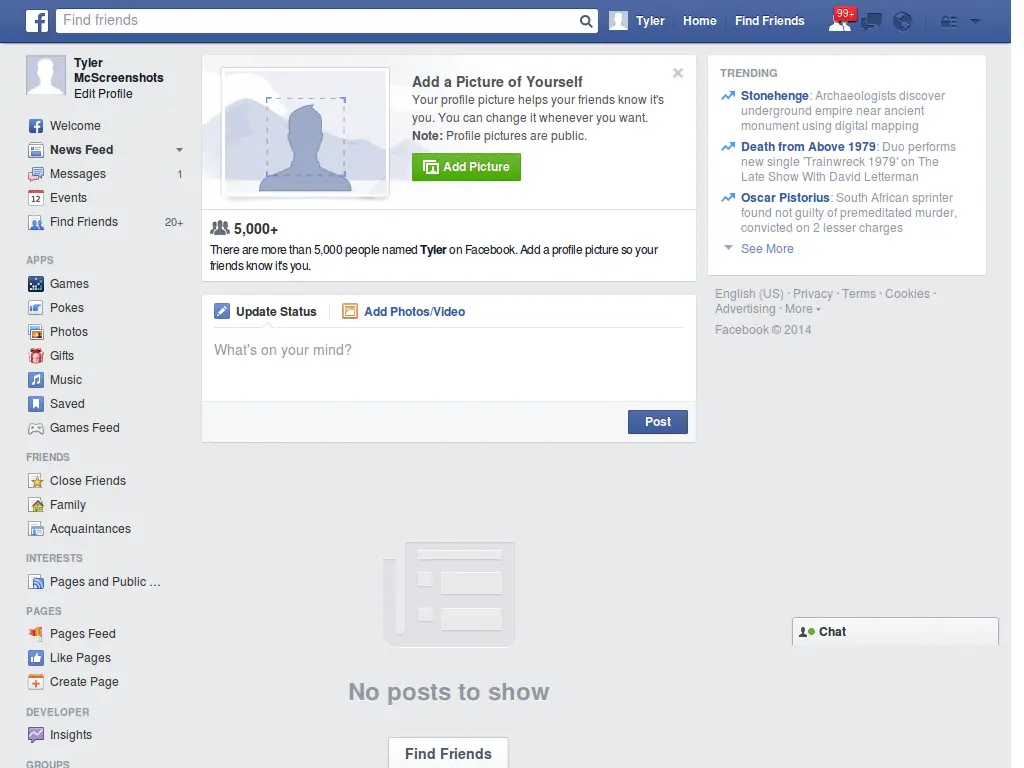 f
Find friends
Tyler
Home
Find Friends
99+
Tyler
McScreenshots
Edit Profile
Welcome
News Feed
Messages 1
12 Events
Find Friends 20+
APPS
Games
Pokes
Photos
Gifts
Music
Saved
Games Feed
FRIENDS
Close Friends
Family
Acquaintances
INTERESTS
Pages and Public ...
PAGES
Pages Feed
Like Pages
Create Page
DEVELOPER
Insights
GROUPS
Add a Picture of Yourself
Your profile picture helps your friends know it's
you. You can change it whenever you want.
Note: Profile pictures are public.
Add Picture
5,000+
There are more than 5,000 people named Tyler on Facebook. Add a profile picture so your
friends know it's you.
Update Status
Add Photos/Video
What's on your mind?
Post
No posts to show
Find Friends
TRENDING
Stonehenge: Archaeologists discover
underground empire near ancient
monument using digital mapping
Death from Above 1979: Duo performs
new single 'Trainwreck 1979' on The
Late Show With David Letterman
Oscar Pistorius: South African sprinter
found not guilty of premeditated murder,
convicted on 2 lesser charges
See More
English (US) · Privacy · Terms · Cookies ·
Advertising · More
Facebook © 2014
Chat